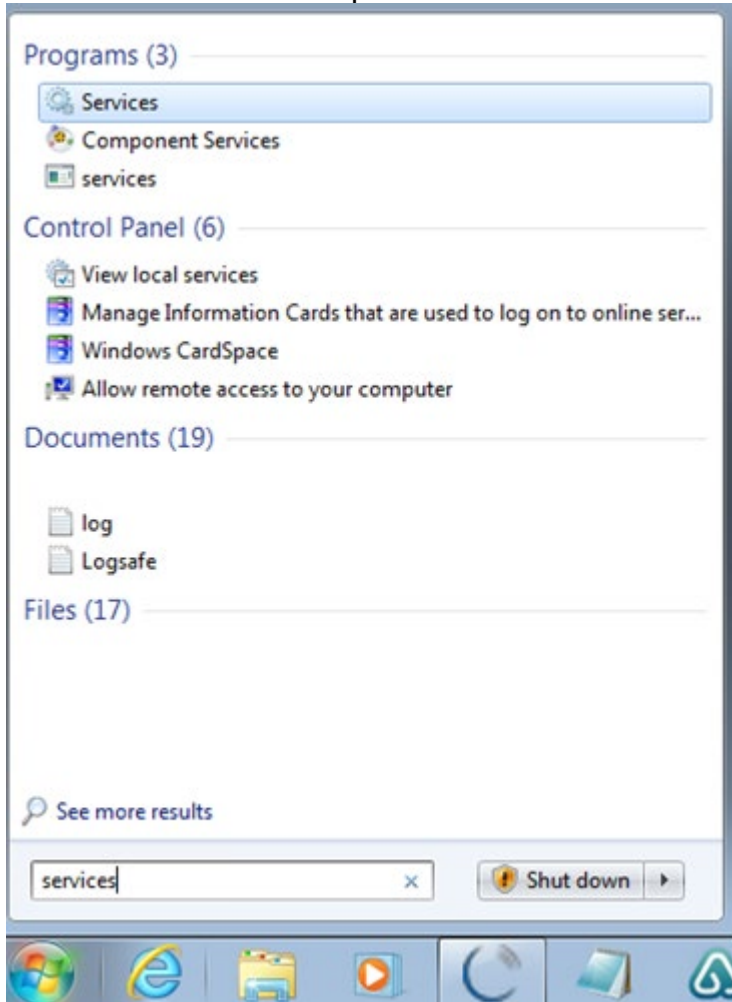 Programs (3)
Services
Component Services
services
Control Panel (6)
View local services
Manage Information Cards that are used to log on to online ser...
Windows CardSpace
Allow remote access to your computer
Documents (19)
log
Logsafe
Files (17)
See more results
services
Shut down